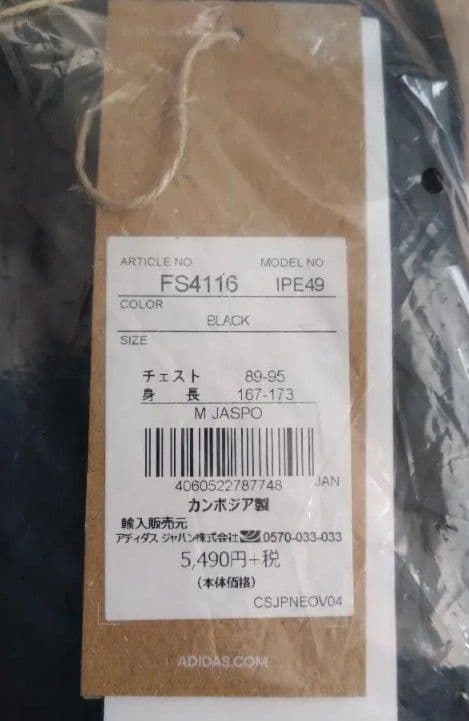 ARTICLE NO MODEL NO
FS4116 IPE49
COLOR
BLACK
SIZE
チェスト 89-95
身 長 167-173
M JASPO
4060522787748 JAN
カンボジア製
輸入販売元
アディダス ジャパン株式会社 0570-033-033
5,490円+税
(本体価格)
CSJPNEOV04
ADIDAS.COM